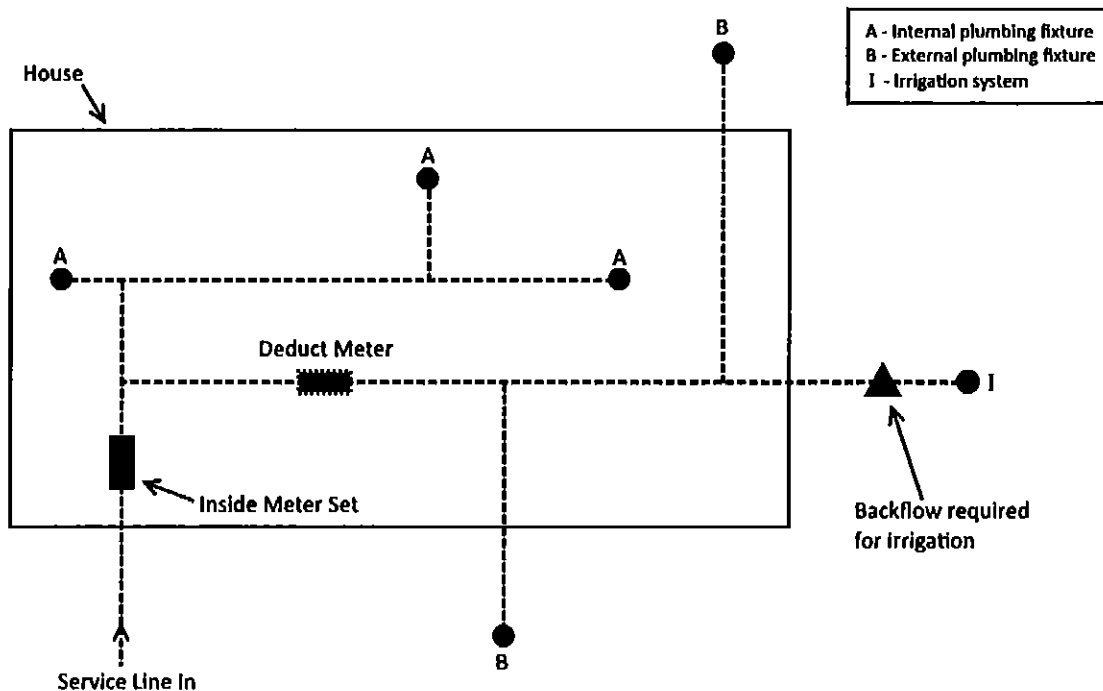 B
A - Internal plumbing fixture
B - External plumbing fixture
I - Irrigation system
House
A
A
A
Deduct Meter
I
Inside Meter Set
Backflow required
for irrigation
B
Service Line In